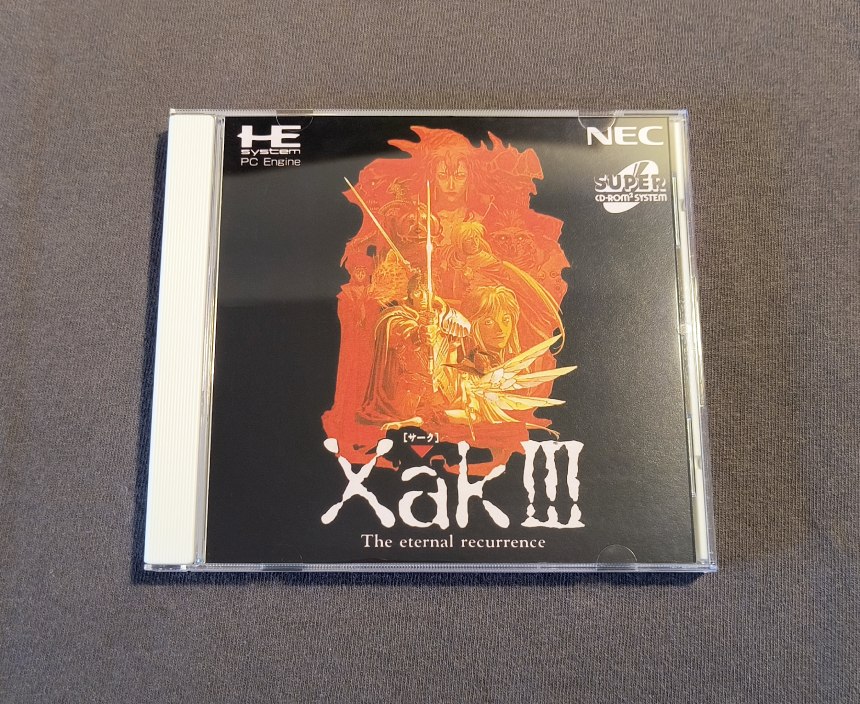 HE
system
PC Engine
NEC
SUPER
CD-ROM² SYSTEM
[サーク]
Xak III
The eternal recurrence